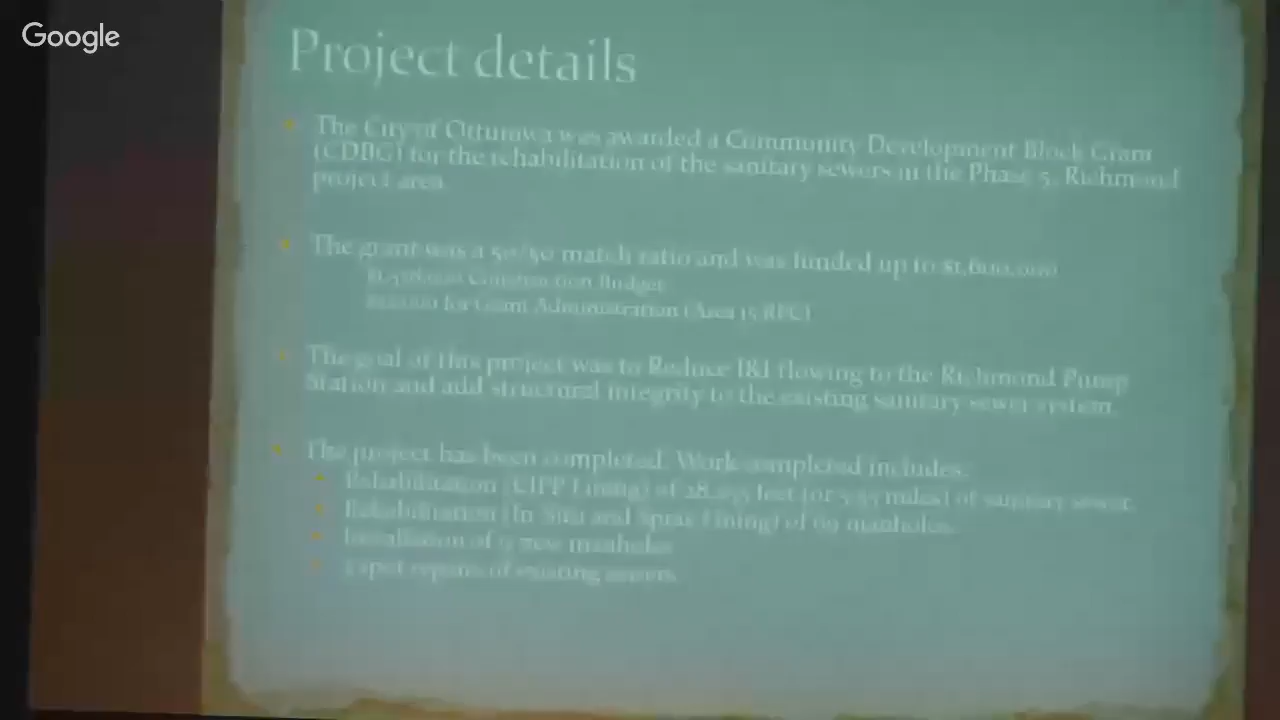 Google
Project details
The City of Ottumwa was awarded a Community Development Block Grant
(CDBG) for the rehabilitation of the sanitary sewers in the Phase 5, Richmond
project area.
The grant was a 50/50 match ratio and was funded up to $1,600,000
Construction Budget
for Grant Administration (Area 15 RPC)
The goal of this project was to Reduce I&I flowing to the Richmond Pump
Station and add structural integrity to the existing sanitary sewer system.
The project has been completed. Work completed includes:
Rehabilitation (CIPP Lining) of feet (or miles) of sanitary sewer.
Rehabilitation (In Situ and Spray Lining) of 69 manholes.
Installation of new manholes
repairs of existing sewers